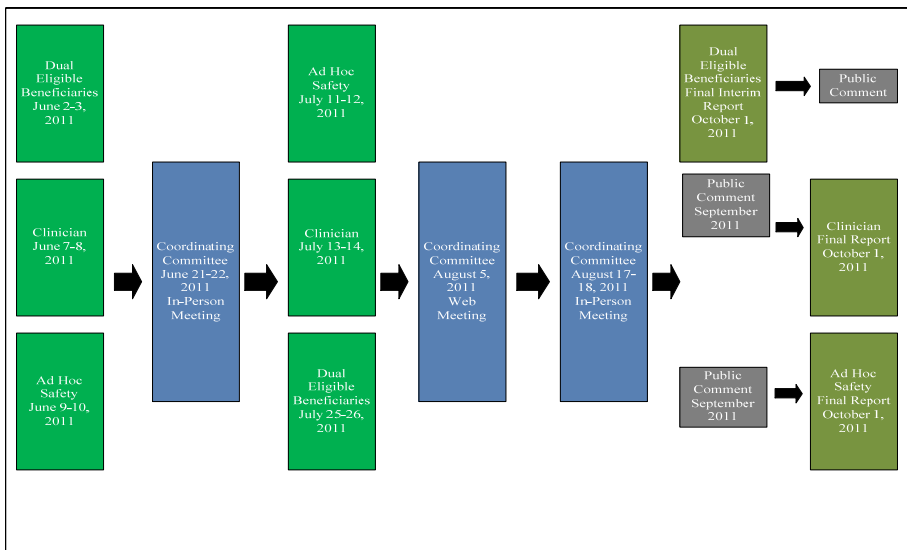 Dual
Eligible
Beneficiaries
June 2-3,
2011
Clinician
June 7-8,
2011
Ad Hoc
Safety
June 9-10,
2011
Coordinating
Committee
June 21-22,
2011
In-Person
Meeting
Ad Hoc
Safety
July 11-12,
2011
Clinician
July 13-14,
2011
Dual
Eligible
Beneficiaries
July 25-26,
2011
Coordinating
Committee
August 5,
2011
Web
Meeting
Coordinating
Committee
August 17-
18, 2011
In-Person
Meeting
Dual
Eligible
Beneficiaries
Final Interim
Report
October 1,
2011
Public
Comment
Public
Comment
September
2011
Clinician
Final Report
October 1,
2011
Public
Comment
September
2011
Ad Hoc
Safety
Final Report
October 1,
2011